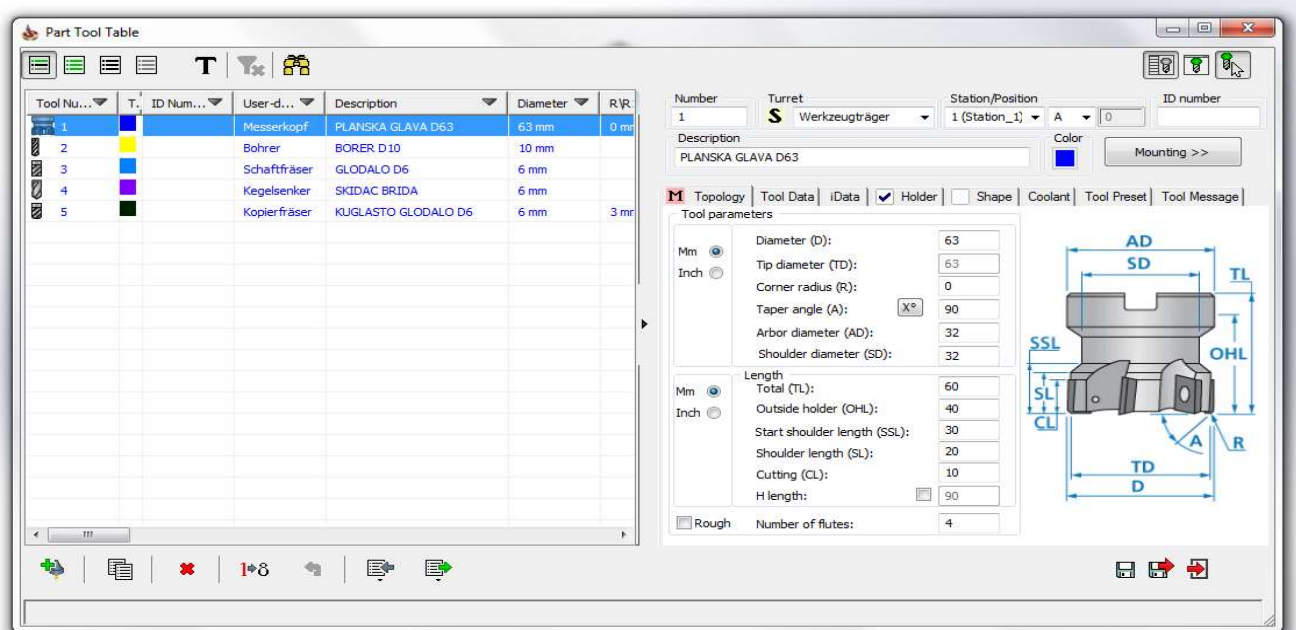 Part Tool Table
T
Tool Nu... T. ID Num... User-d... Description Diameter R\R
1 Messerkopf PLANSKA GLAVA D63 63 mm 0 mr
2 Bohrer BORER D10 10 mm
3 Schaftfräser GLODALO D6 6 mm
4 Kegelsenker SKIDAC BRIDA 6 mm
5 Kopierfräser KUGLASTO GLODALO D6 6 mm 3 mr
Number Turret Station/Position ID number
1 S Werkzeugträger 1 (Station_1) A 0
Description Color
PLANSKA GLAVA D63 Mounting >>
M Topology Tool Data iData Holder Shape Coolant Tool Preset Tool Message
Tool parameters
Mm
Inch
Diameter (D): 63
Tip diameter (TD): 63
Corner radius (R): 0
Taper angle (A): X° 90
Arbor diameter (AD): 32
Shoulder diameter (SD): 32
Length
Mm
Inch
Total (TL): 60
Outside holder (OHL): 40
Start shoulder length (SSL): 30
Shoulder length (SL): 20
Cutting (CL): 10
H length: 90
Rough Number of flutes: 4
AD
SD
TL
SSL
OHL
SL
CL
A
R
TD
D
1 8